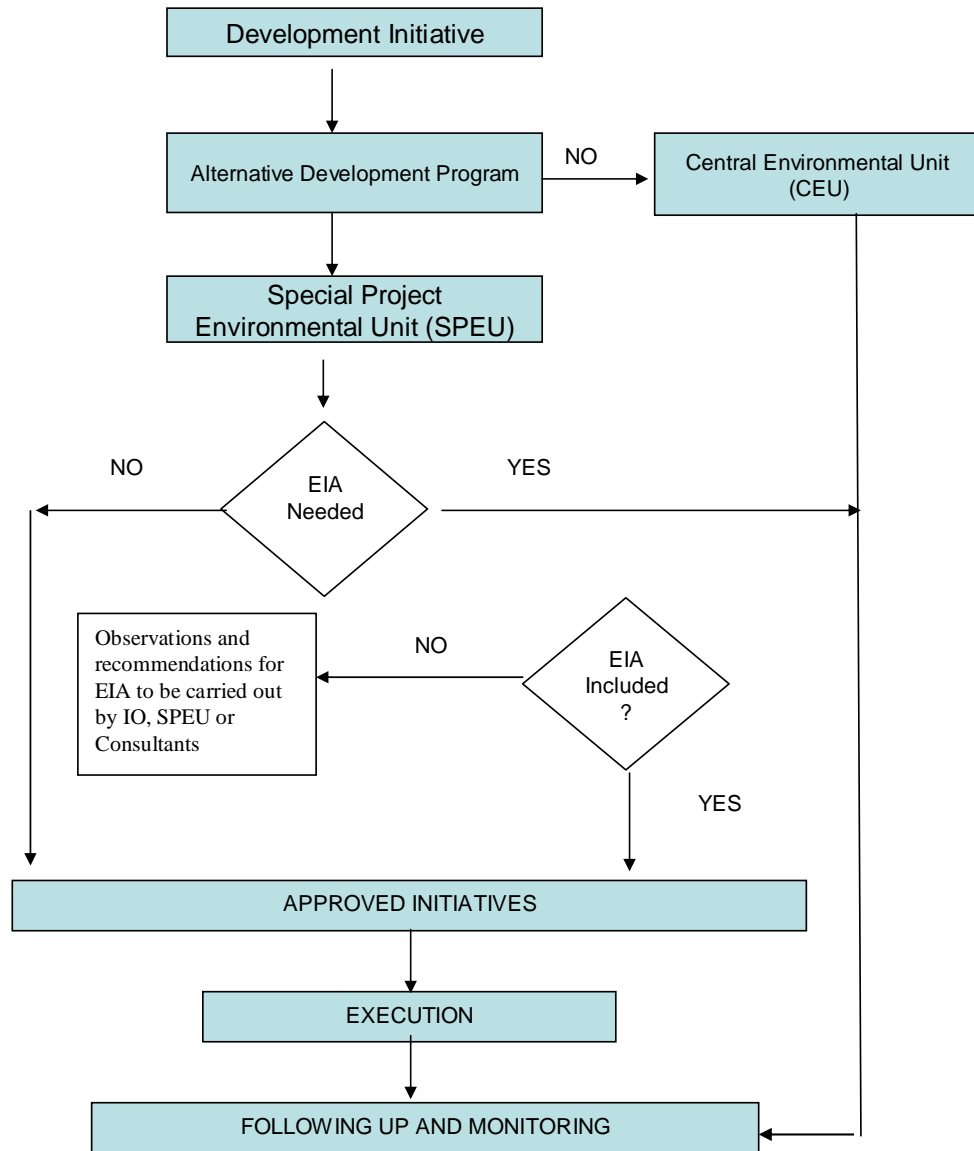 Development Initiative
Alternative Development Program
NO
Central Environmental Unit
(CEU)
Special Project
Environmental Unit (SPEU)
NO
EIA
Needed
YES
Observations and
recommendations for
EIA to be carried out
by IO, SPEU or
Consultants
NO
EIA
Included
?
YES
APPROVED INITIATIVES
EXECUTION
FOLLOWING UP AND MONITORING